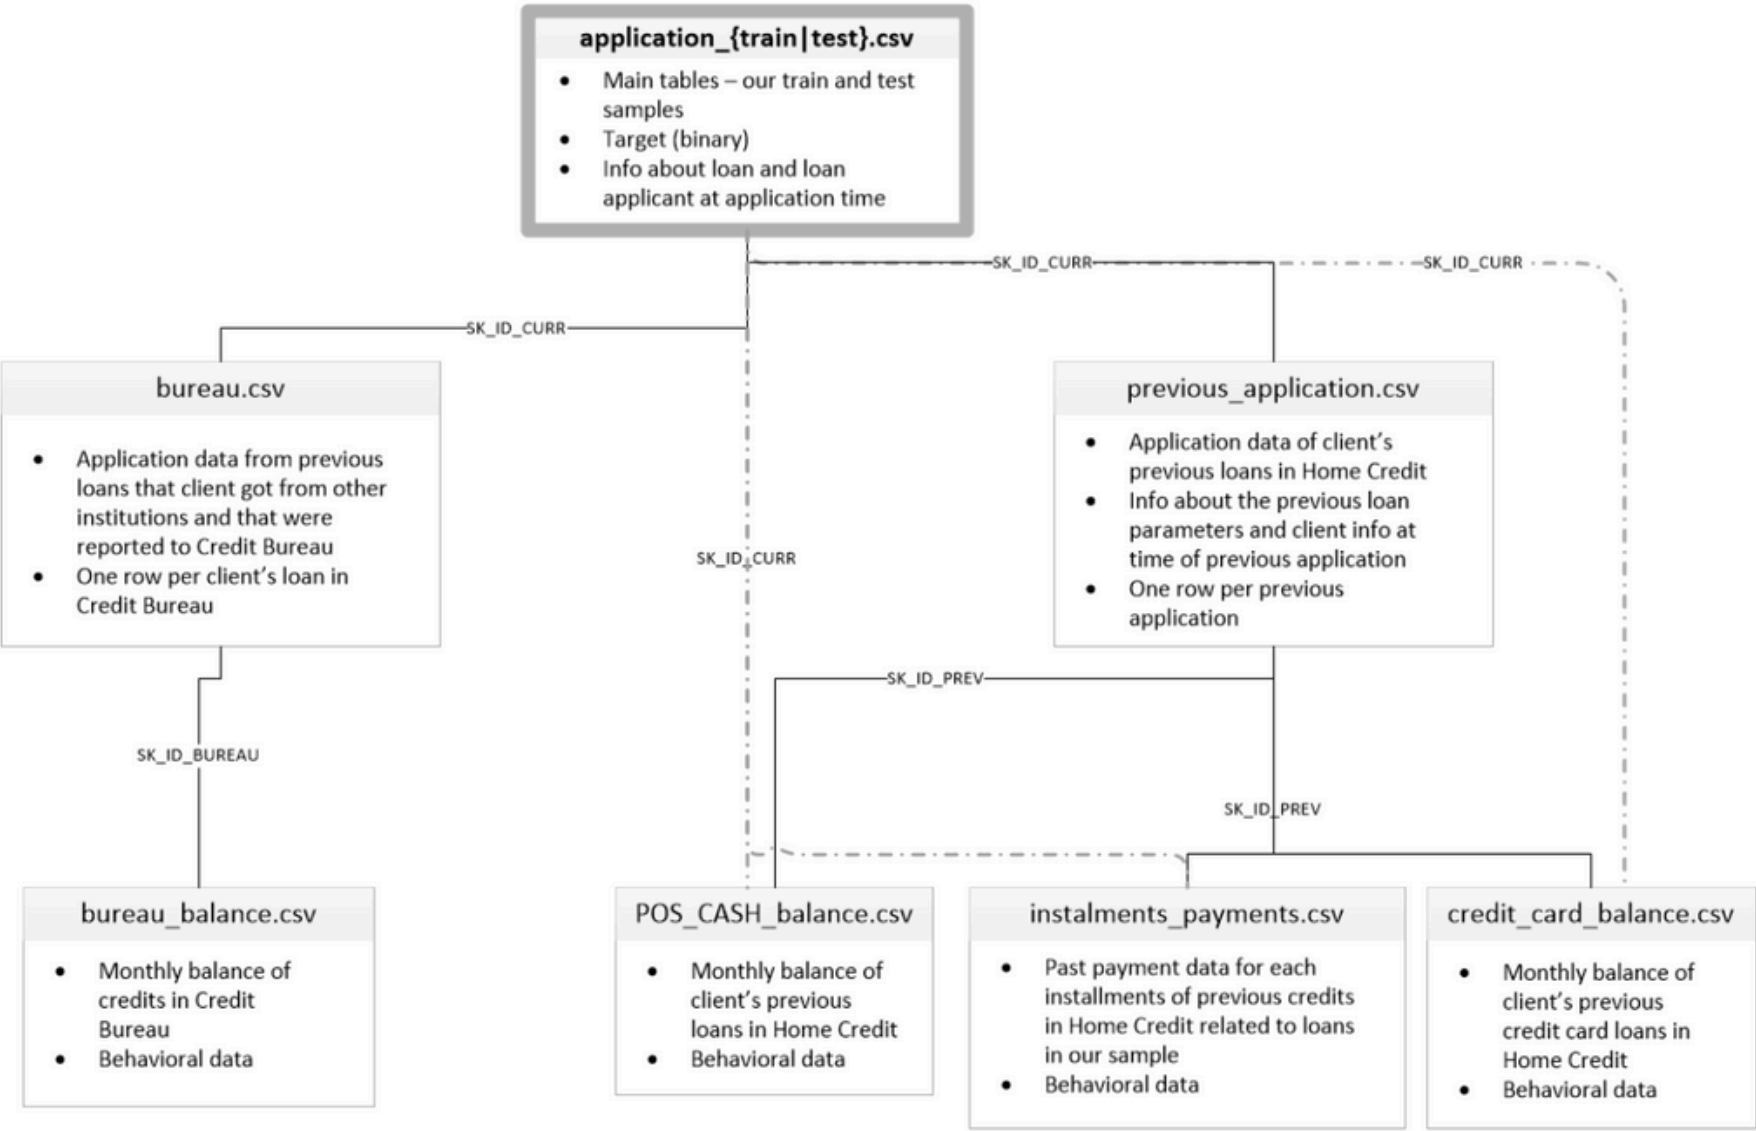 application_{train|test}.csv
• Main tables – our train and test
samples
• Target (binary)
• Info about loan and loan
applicant at application time
SK_ID_CURR
SK_ID_CURR
SK_ID_CURR
bureau.csv
• Application data from previous
loans that client got from other
institutions and that were
reported to Credit Bureau
• One row per client's loan in
Credit Bureau
previous_application.csv
• Application data of client's
previous loans in Home Credit
• Info about the previous loan
parameters and client info at
time of previous application
• One row per previous
application
SK_ID_CURR
SK_ID_PREV
SK_ID_BUREAU
SK_ID_PREV
bureau_balance.csv
• Monthly balance of
credits in Credit
Bureau
• Behavioral data
POS_CASH_balance.csv
• Monthly balance of
client's previous
loans in Home Credit
• Behavioral data
instalments_payments.csv
• Past payment data for each
installments of previous credits
in Home Credit related to loans
in our sample
• Behavioral data
credit_card_balance.csv
• Monthly balance of
client's previous
credit card loans in
Home Credit
• Behavioral data